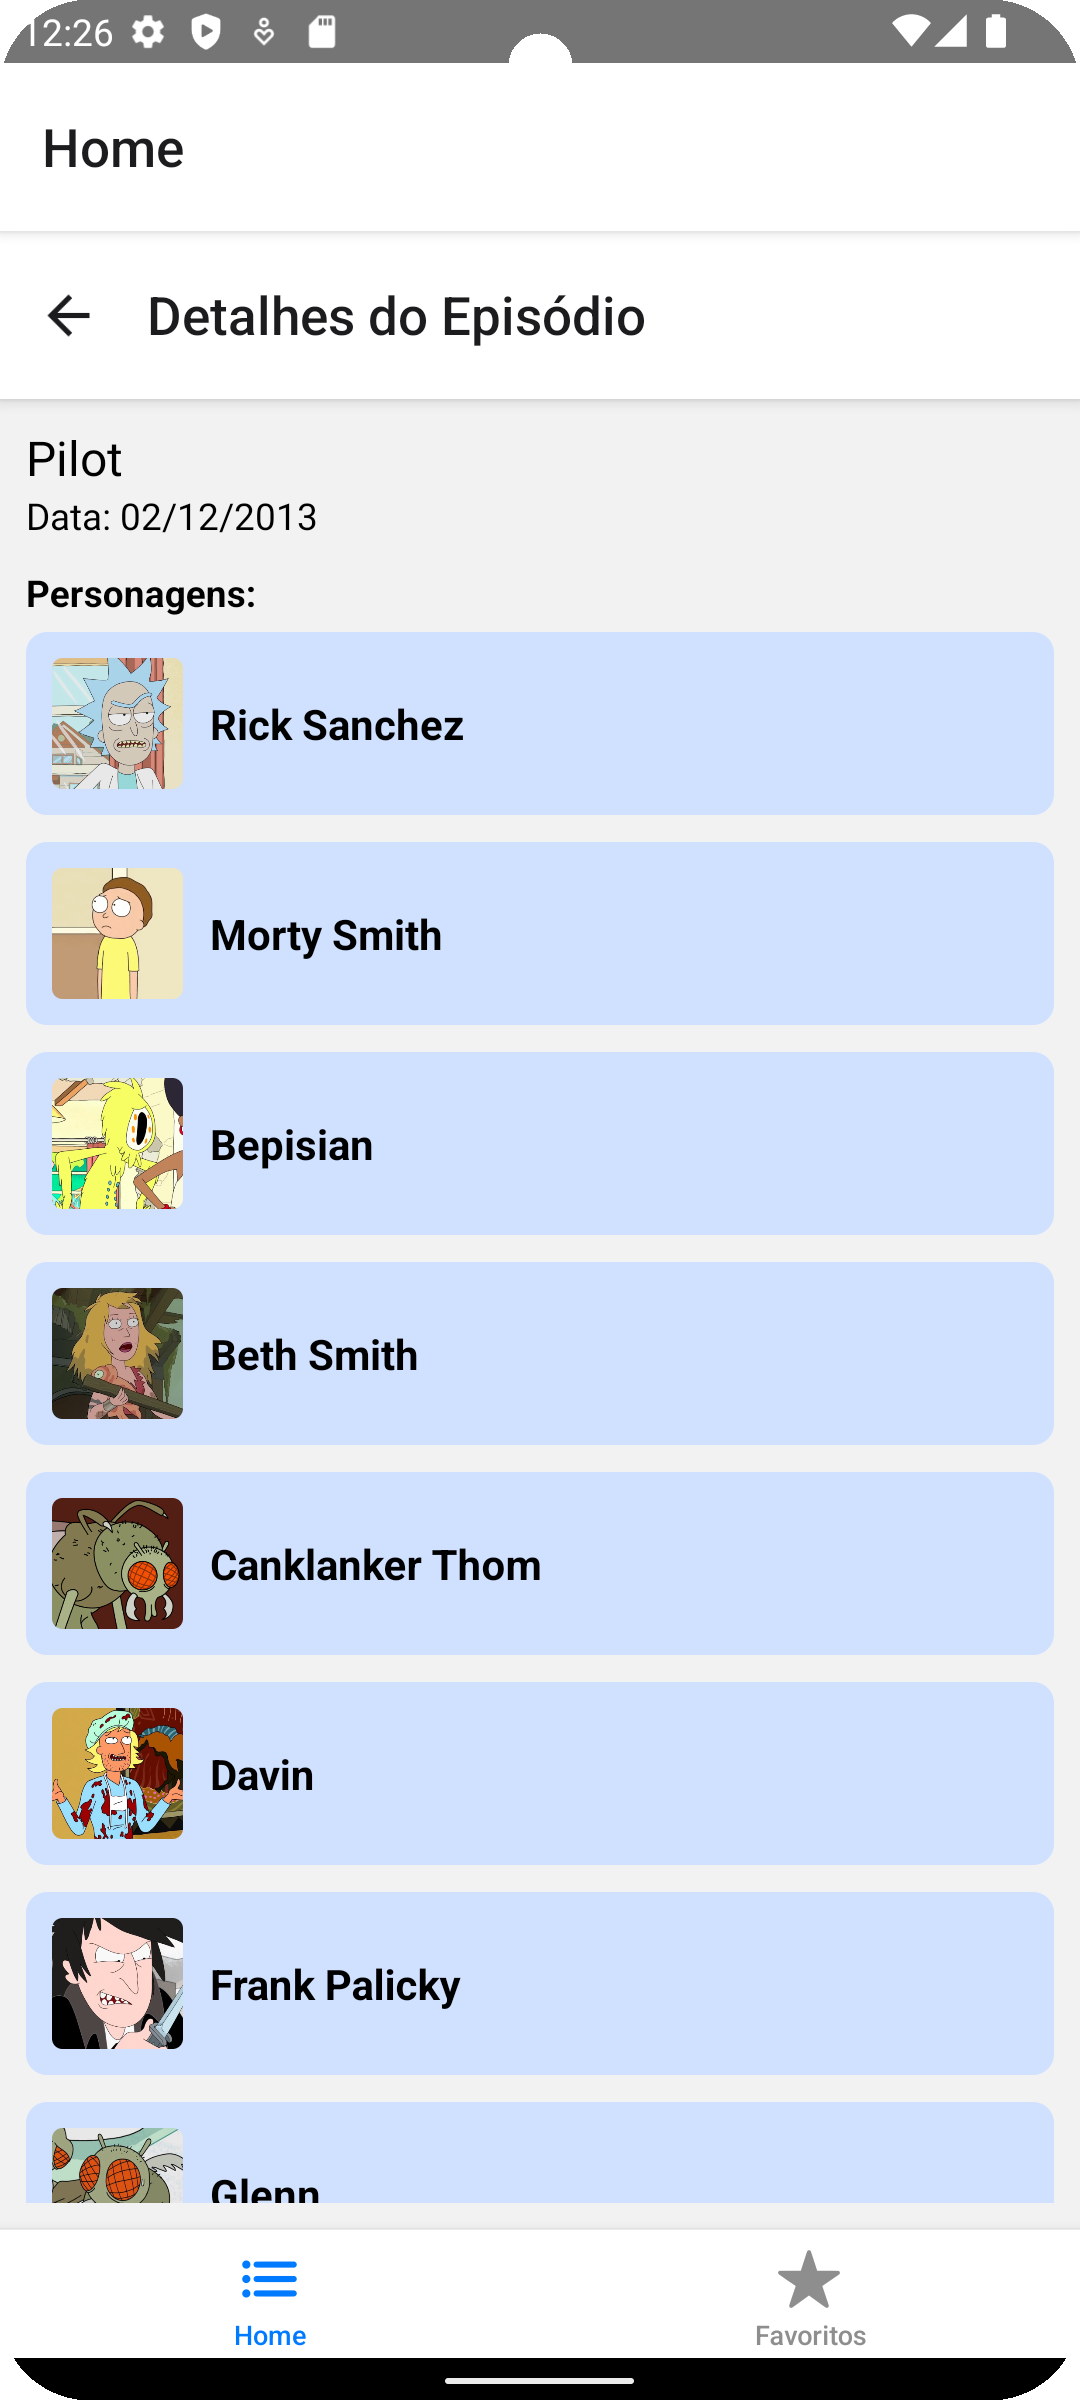 12:26
Home
Detalhes do Episódio
Pilot
Data: 02/12/2013
Personagens:
Rick Sanchez
Morty Smith
Bepisian
Beth Smith
Canklanker Thom
Davin
Frank Palicky
Glenn
Home
Favoritos